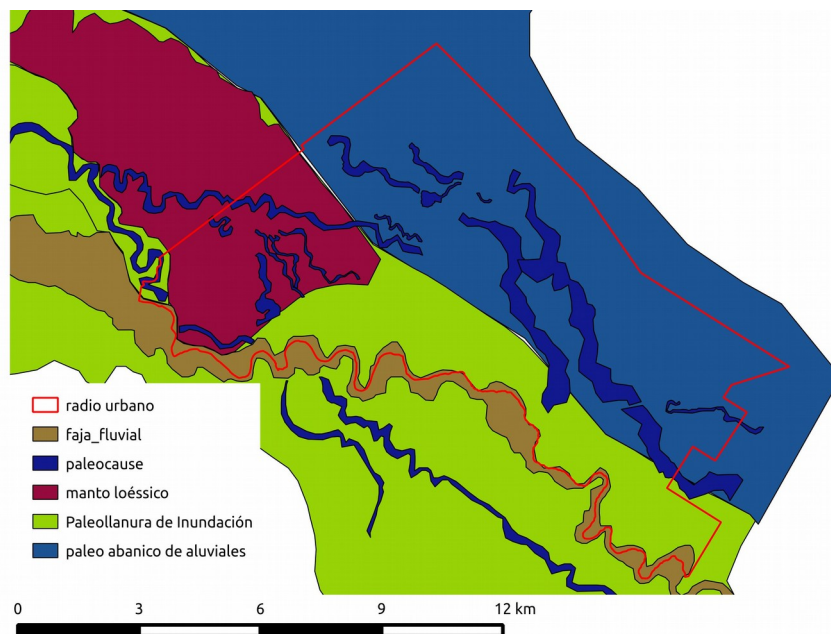 radio urbano
faja_fluvial
paleocause
manto loéssico
Paleollanura de Inundación
paleo abanico de aluviales
0 3 6 9 12 km